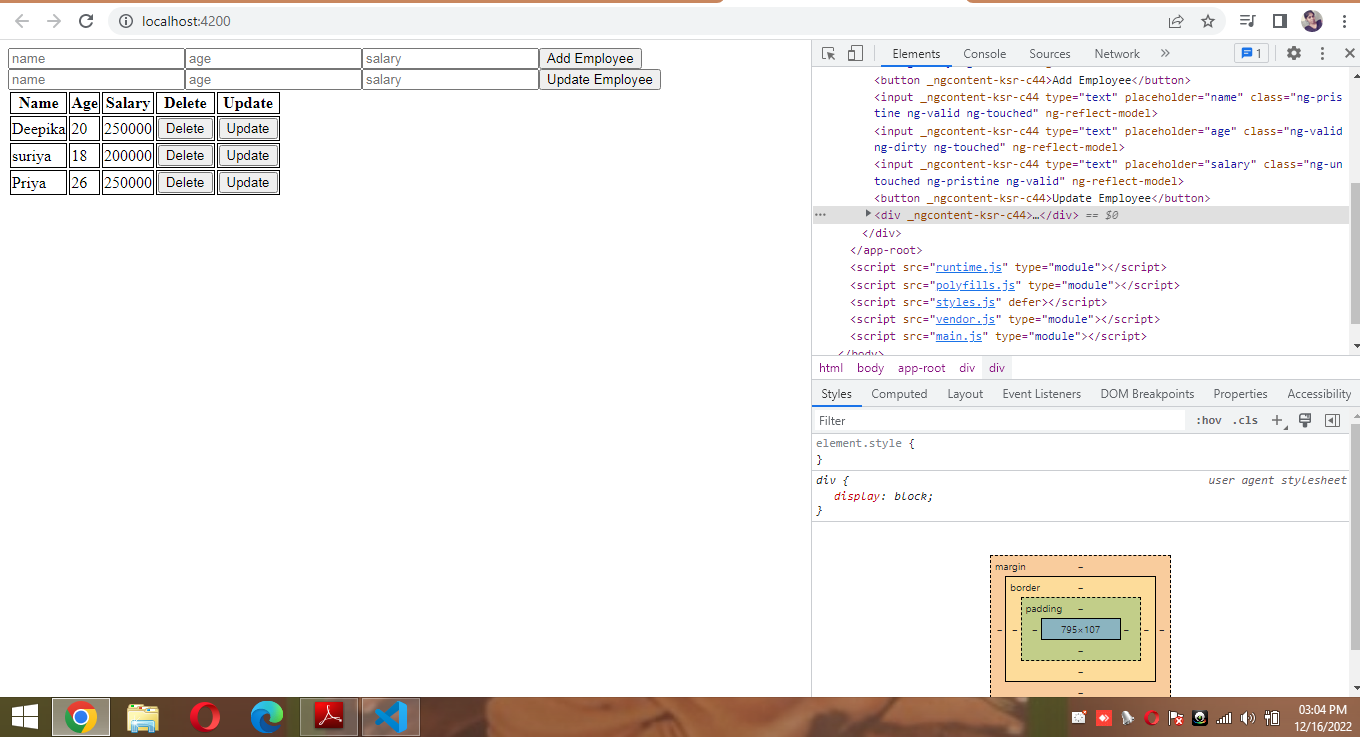 localhost:4200
name age salary Add Employee
name age salary Update Employee
Name Age Salary Delete Update
Deepika 20 250000 Delete Update
suriya 18 200000 Delete Update
Priya 26 250000 Delete Update
Elements Console Sources Network » 1
<button _ngcontent-ksr-c44>Add Employee</button>
<input _ngcontent-ksr-c44 type="text" placeholder="name" class="ng-pris
tine ng-valid ng-touched" ng-reflect-model>
<input _ngcontent-ksr-c44 type="text" placeholder="age" class="ng-valid
ng-dirty ng-touched" ng-reflect-model>
<input _ngcontent-ksr-c44 type="text" placeholder="salary" class="ng-un
touched ng-pristine ng-valid" ng-reflect-model>
<button _ngcontent-ksr-c44>Update Employee</button>
<div _ngcontent-ksr-c44>…</div> == $0
</div>
</app-root>
<script src="runtime.js" type="module"></script>
<script src="polyfills.js" type="module"></script>
<script src="styles.js" defer></script>
<script src="vendor.js" type="module"></script>
<script src="main.js" type="module"></script>
</body>
html body app-root div div
Styles Computed Layout Event Listeners DOM Breakpoints Properties Accessibility
Filter :hov .cls
element.style {
}
div { user agent stylesheet
display: block;
}
margin -
border -
padding -
- - - 795×107 - - -
-
-
-
03:04 PM
12/16/2022